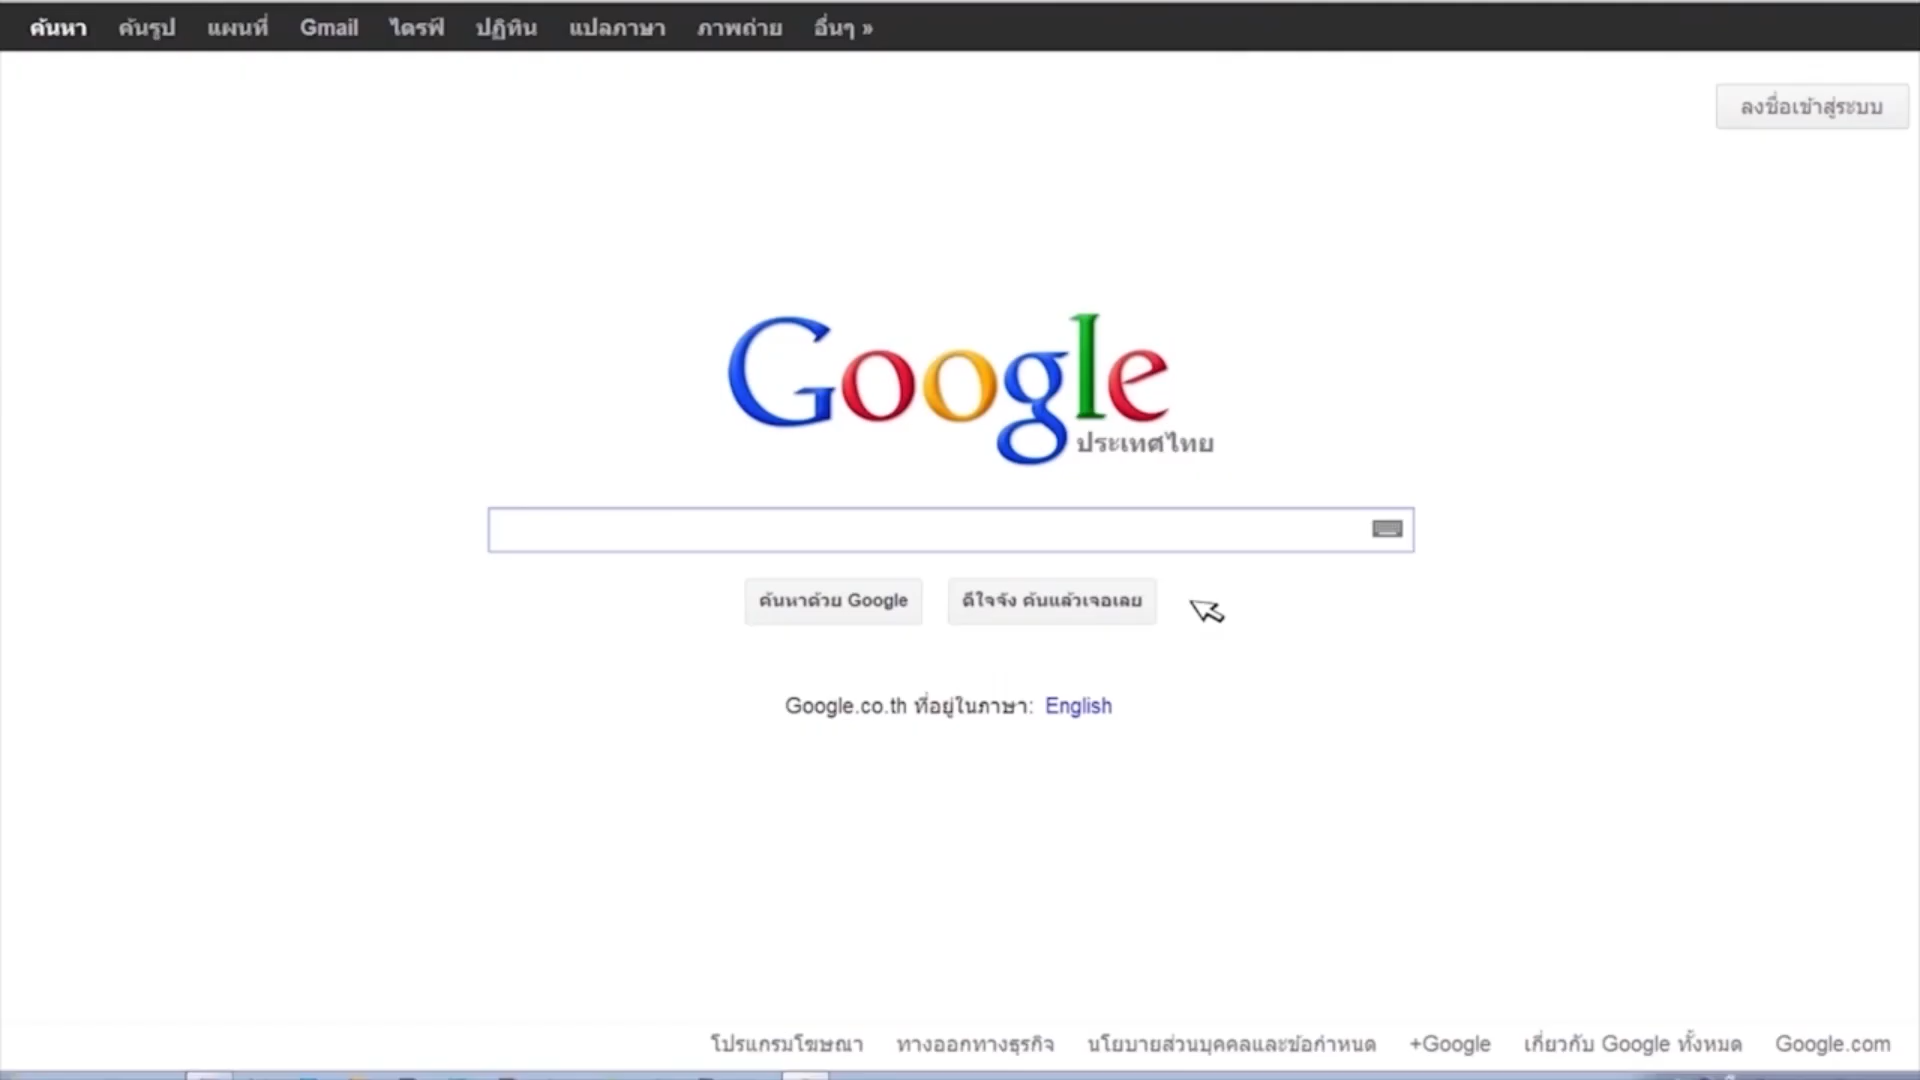 ค้นหา ค้นรูป แผนที่ Gmail ไดรฟ์ ปฏิทิน แปลภาษา ภาพถ่าย อื่นๆ »
ลงชื่อเข้าสู่ระบบ
Google
ประเทศไทย
ค้นหาด้วย Google ดีใจจัง ค้นแล้วเจอเลย
Google.co.th ที่อยู่ในภาษา: English
โปรแกรมโฆษณา ทางออกทางธุรกิจ นโยบายส่วนบุคคลและข้อกำหนด +Google เกี่ยวกับ Google ทั้งหมด Google.com